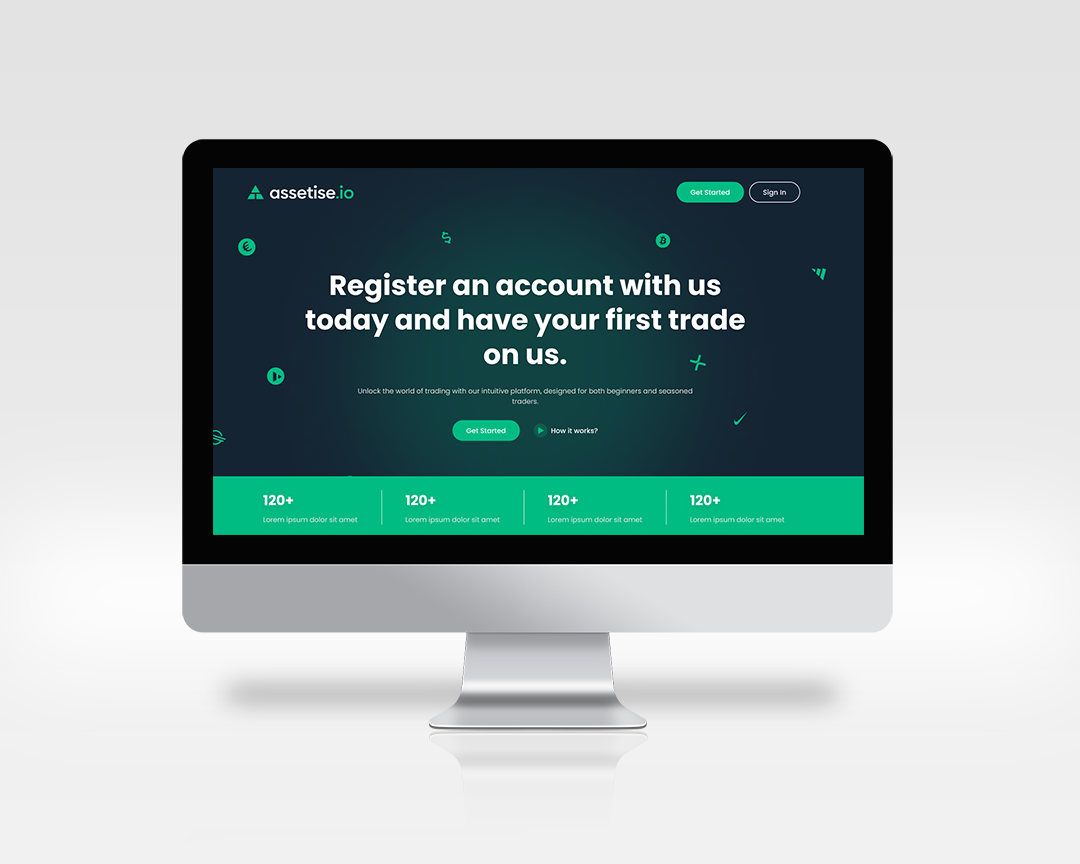 assetise.io
Get Started
Sign In
Register an account with us
today and have your first trade
on us.
Unlock the world of trading with our intuitive platform, designed for both beginners and seasoned
traders.
Get Started
How it works?
120+
120+
120+
120+
Lorem ipsum dolor sit amet
Lorem ipsum dolor sit amet
Lorem ipsum dolor sit amet
Lorem ipsum dolor sit amet